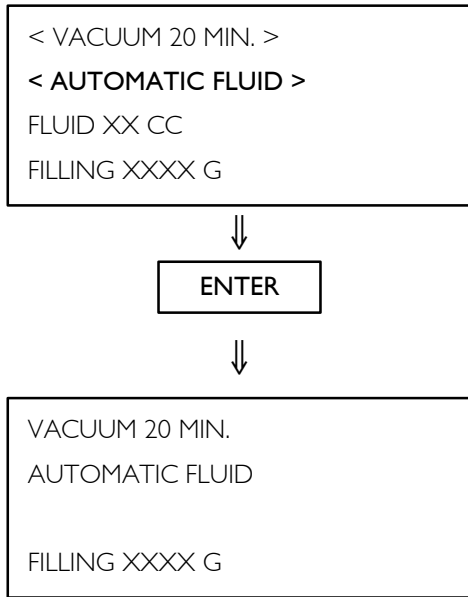 < VACUUM 20 MIN. >
< AUTOMATIC FLUID >
FLUID XX CC
FILLING XXXX G
⇓
ENTER
⇓
VACUUM 20 MIN.
AUTOMATIC FLUID
FILLING XXXX G